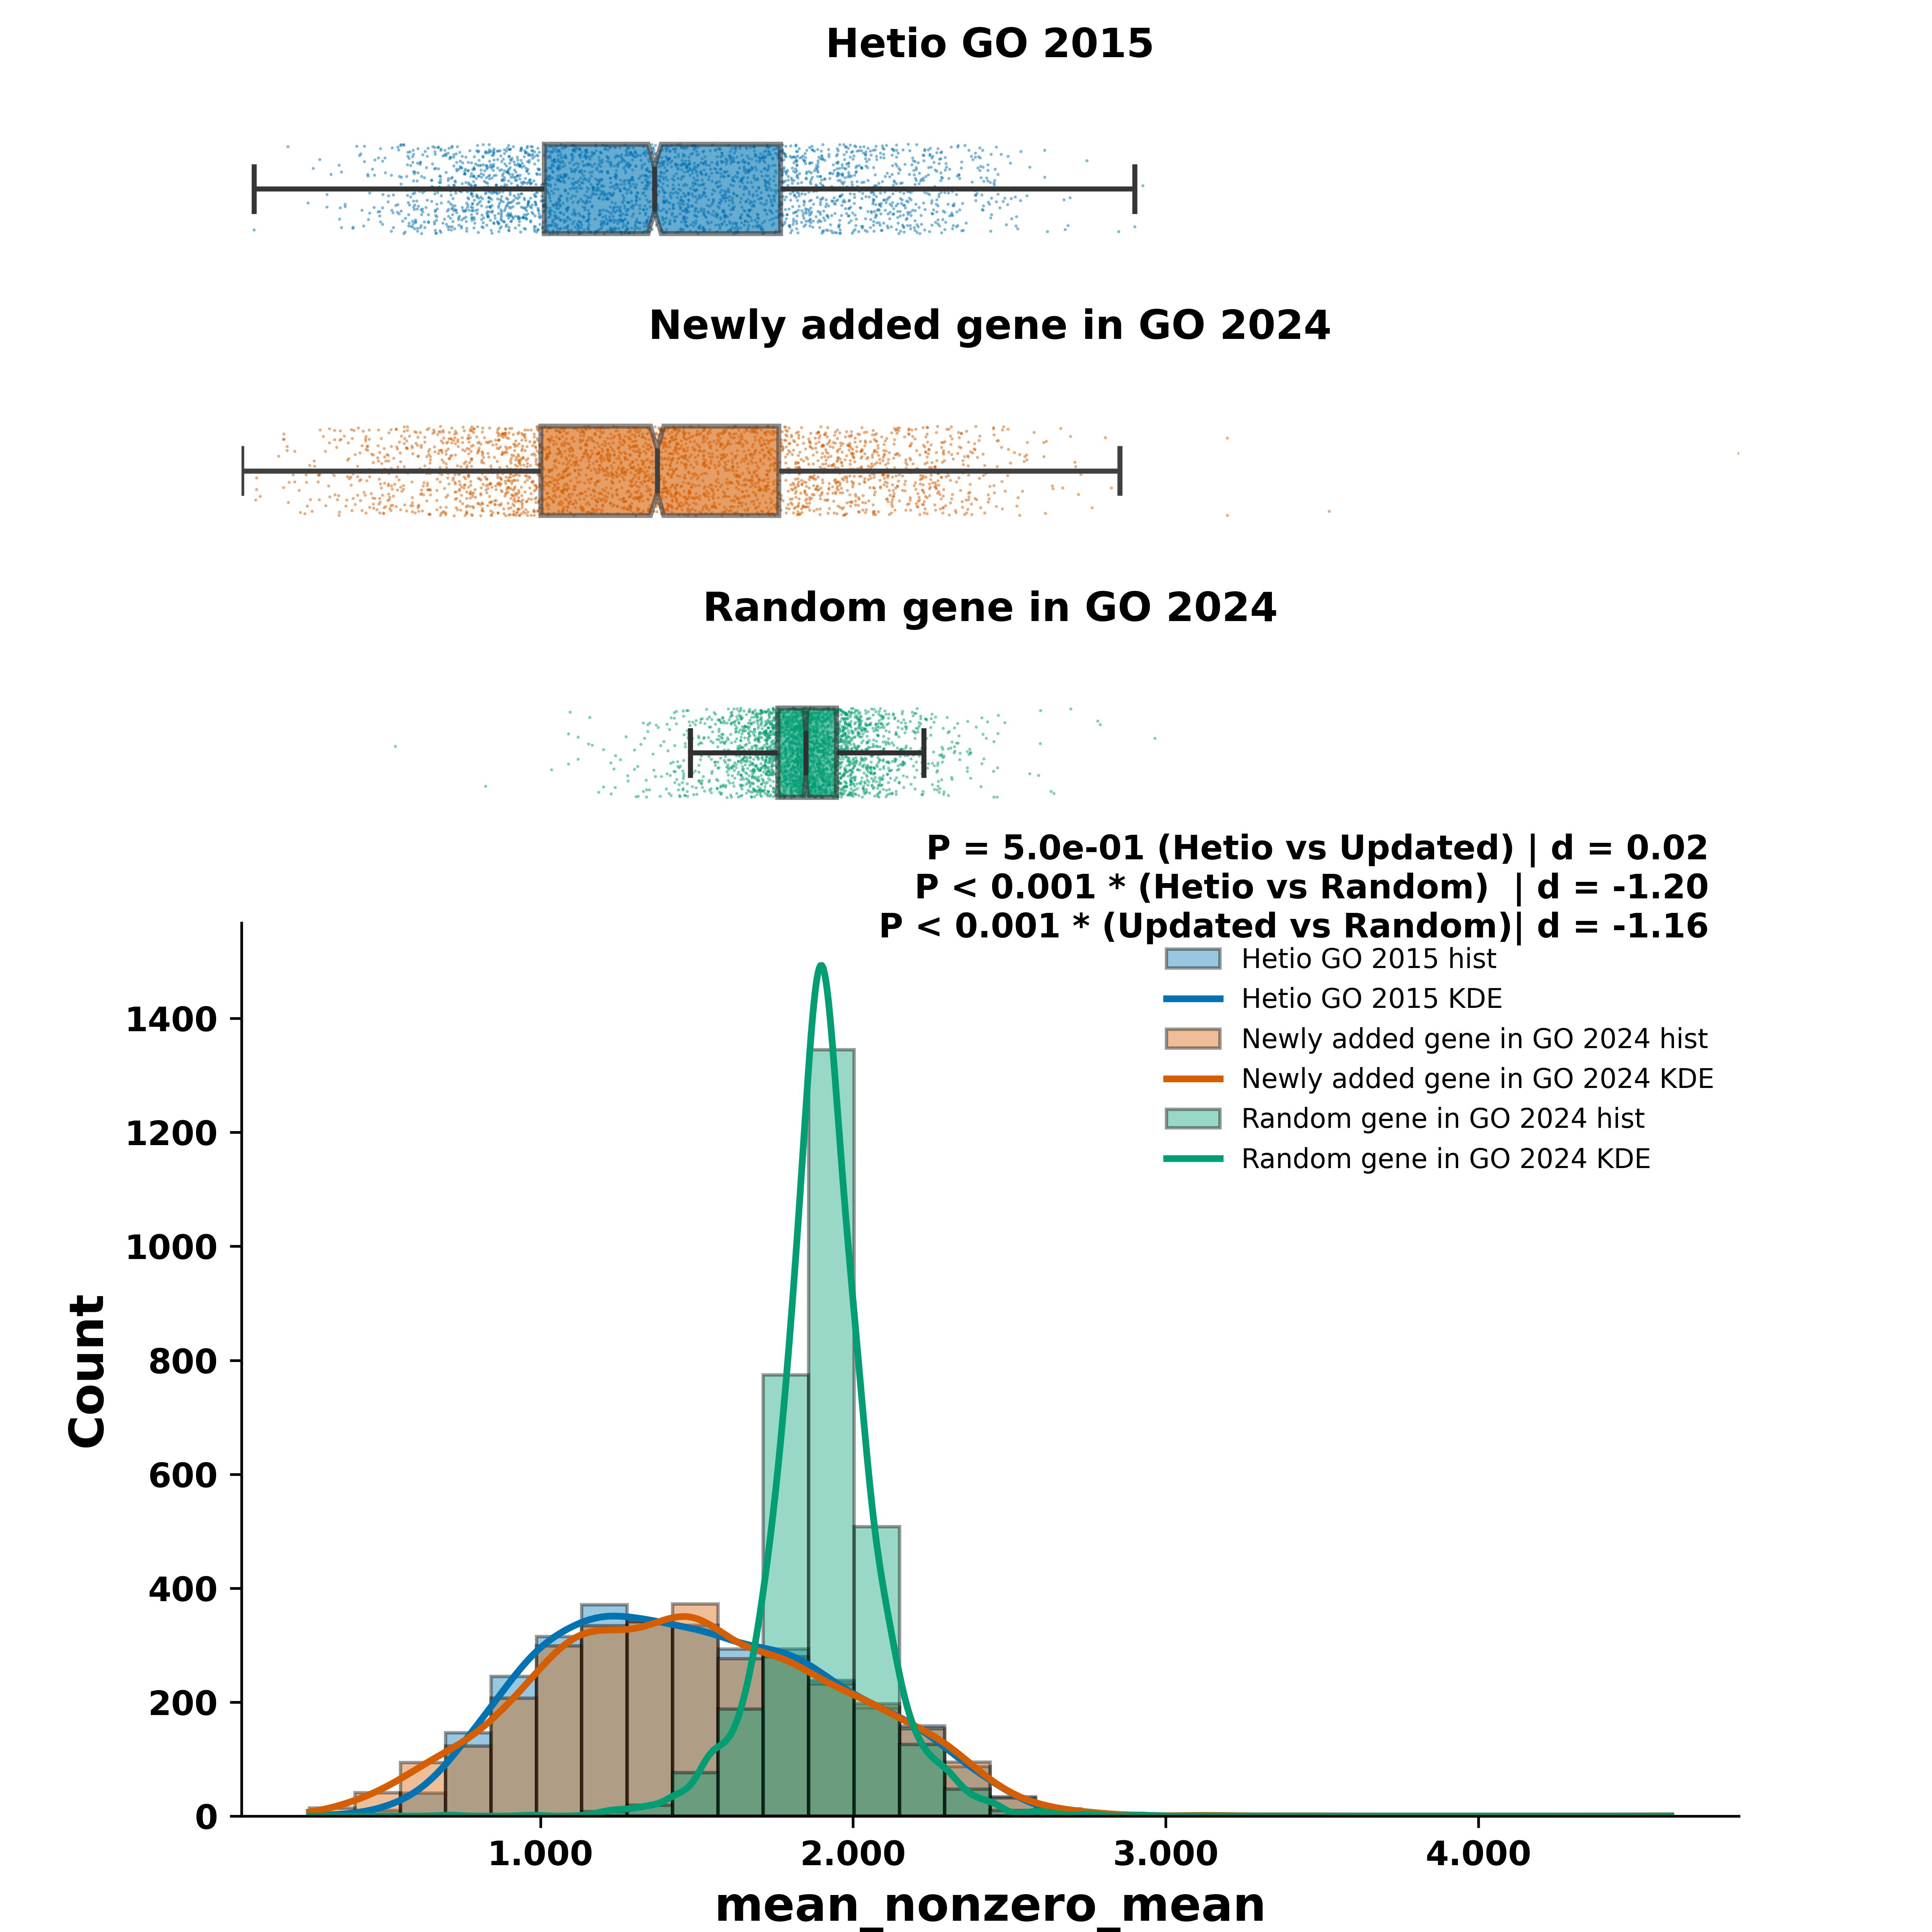 Hetio GO 2015
Newly added gene in GO 2024
Random gene in GO 2024
P = 5.0e-01 (Hetio vs Updated) | d = 0.02
P < 0.001 * (Hetio vs Random)  | d = -1.20
P < 0.001 * (Updated vs Random)| d = -1.16
Hetio GO 2015 hist
Hetio GO 2015 KDE
Newly added gene in GO 2024 hist
Newly added gene in GO 2024 KDE
Random gene in GO 2024 hist
Random gene in GO 2024 KDE
Count
1400
1200
1000
800
600
400
200
0
1.000 2.000 3.000 4.000
mean_nonzero_mean